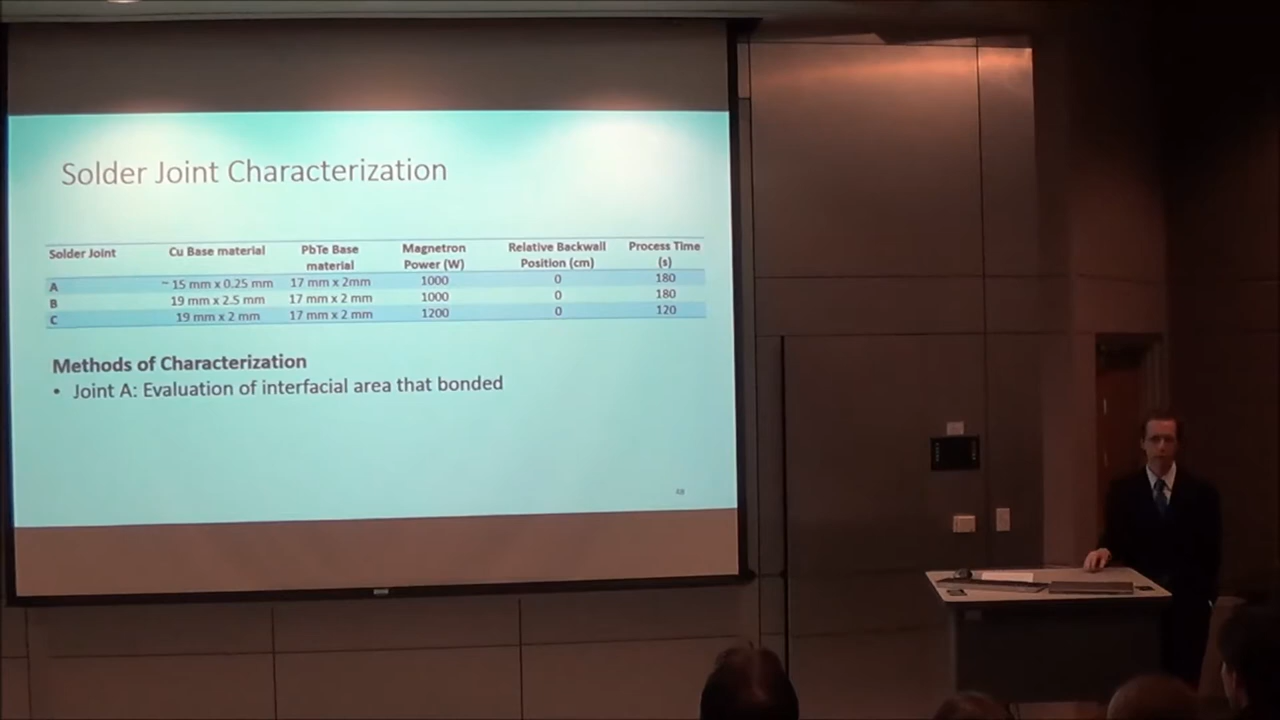 Solder Joint Characterization
Solder Joint Cu Base material PbTe Base material Magnetron Power (W) Relative Backwall Position (cm) Process Time (s)
A ~ 15 mm x 0.25 mm 17 mm x 2mm 1000 0 180
B 19 mm x 2.5 mm 17 mm x 2 mm 1000 0 180
C 19 mm x 2 mm 17 mm x 2 mm 1200 0 120
Methods of Characterization
• Joint A: Evaluation of interfacial area that bonded
48